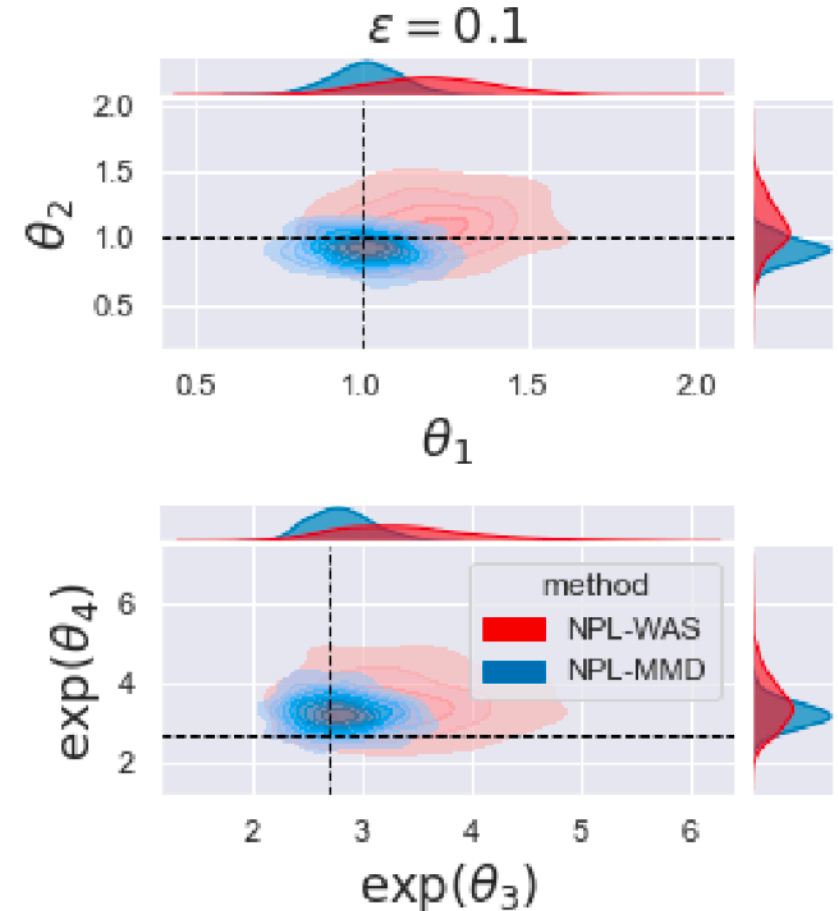 ε = 0.1
2.0
1.5
θ₂
1.0
0.5
0.5 1.0 1.5 2.0
θ₁
method
6
NPL-WAS
NPL-MMD
exp(θ₄)
4
2
2 3 4 5 6
exp(θ₃)